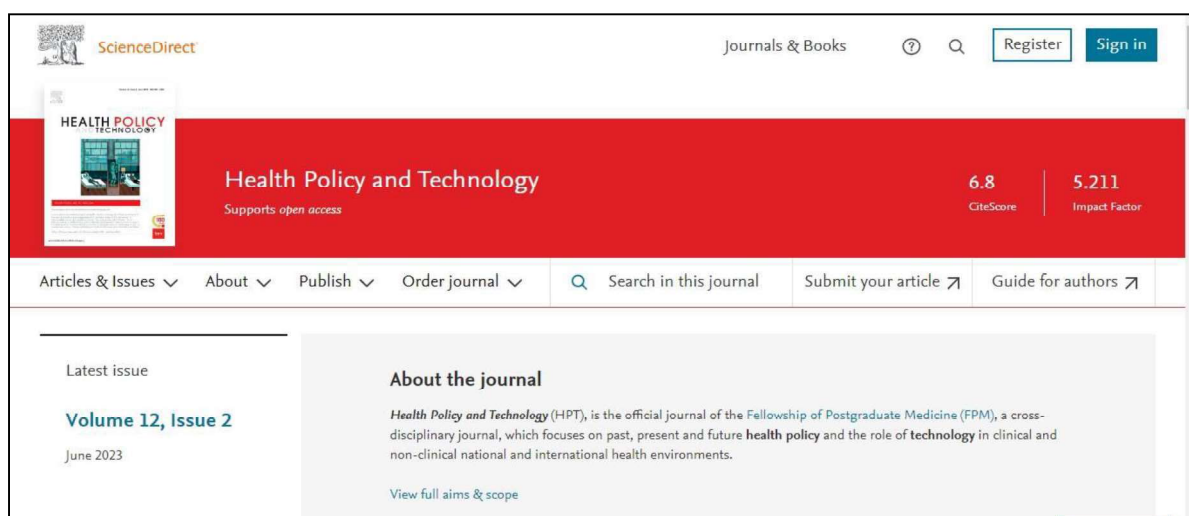 ScienceDirect
Journals & Books
Register
Sign in
HEALTH POLICY
AND TECHNOLOGY
Health Policy and Technology
Supports open access
6.8
CiteScore
5.211
Impact Factor
Articles & Issues
About
Publish
Order journal
Search in this journal
Submit your article
Guide for authors
Latest issue
Volume 12, Issue 2
June 2023
About the journal
Health Policy and Technology (HPT), is the official journal of the Fellowship of Postgraduate Medicine (FPM), a cross-
disciplinary journal, which focuses on past, present and future health policy and the role of technology in clinical and
non-clinical national and international health environments.
View full aims & scope